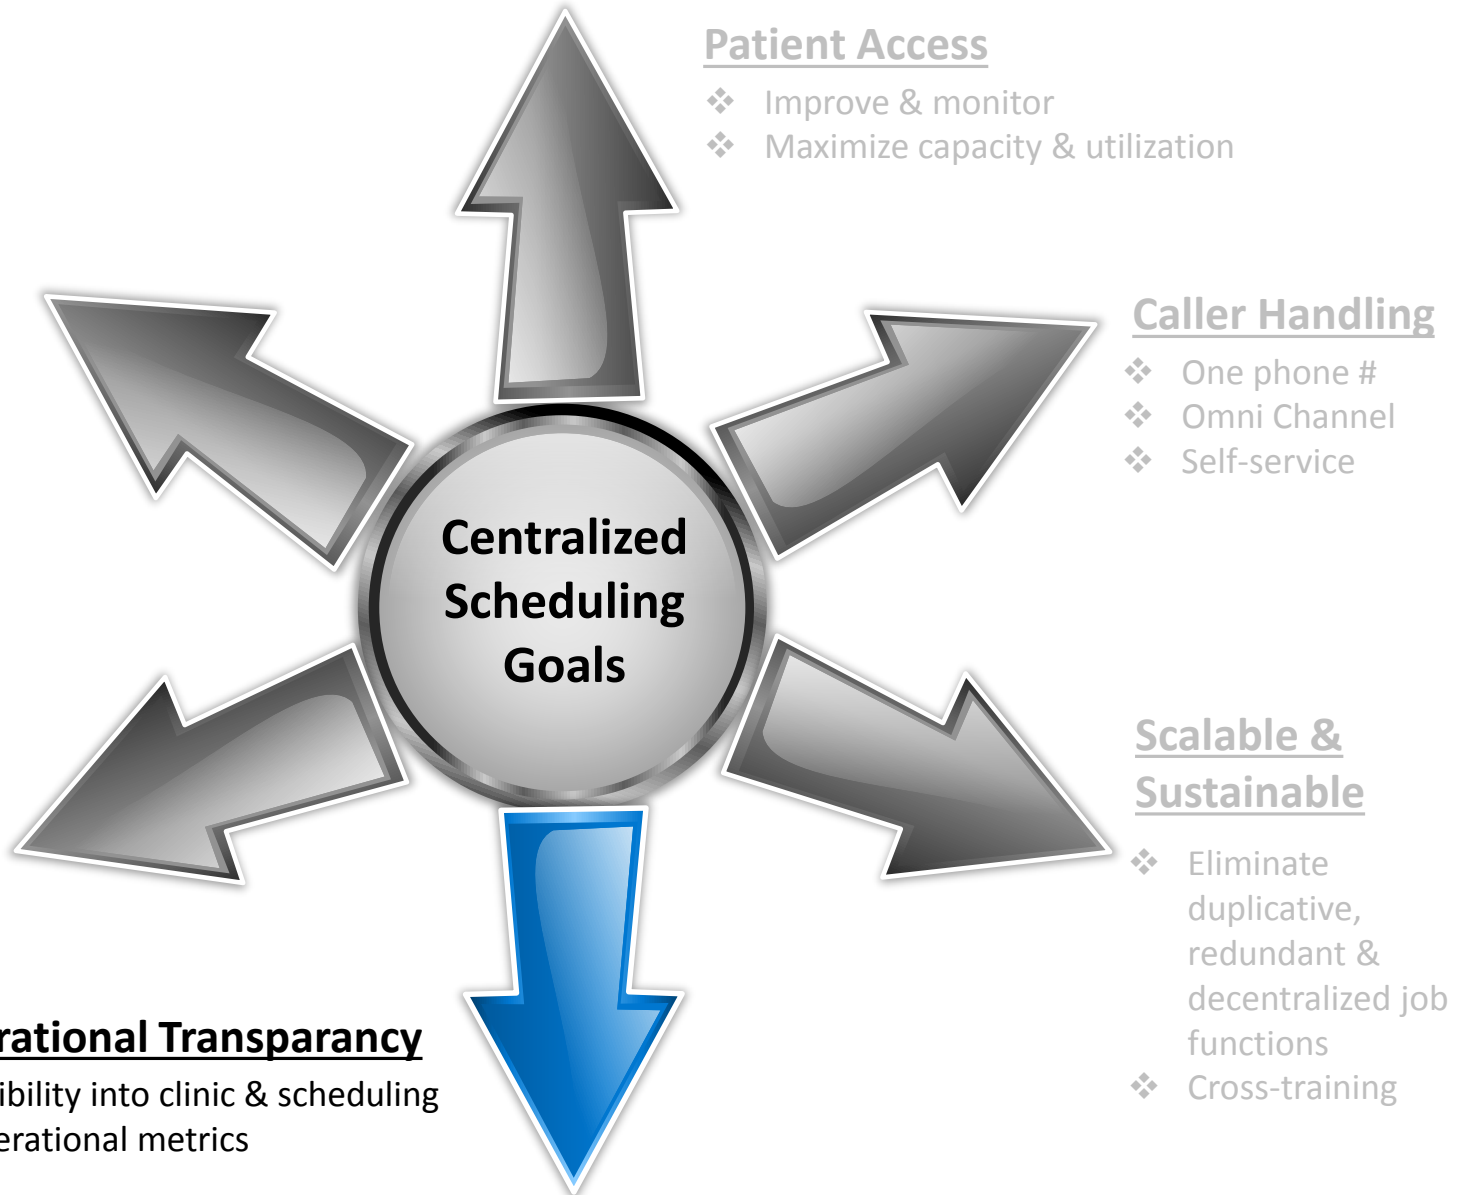 Patient Access
❖ Improve & monitor
❖ Maximize capacity & utilization
Caller Handling
❖ One phone #
❖ Omni Channel
❖ Self-service
Centralized
Scheduling
Goals
Scalable &
Sustainable
❖ Eliminate
duplicative,
redundant &
decentralized job
functions
❖ Cross-training
rational Transparancy
ibility into clinic & scheduling
erational metrics